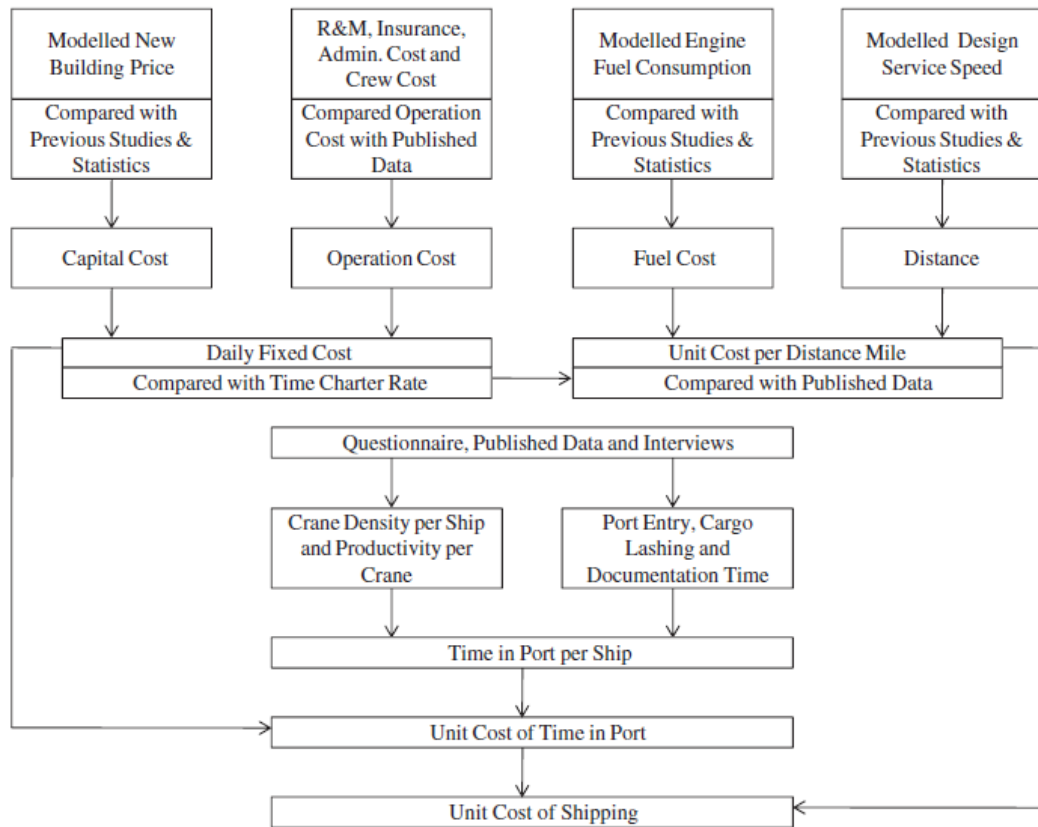 Modelled New
Building Price
Compared with
Previous Studies &
Statistics
R&M, Insurance,
Admin. Cost and
Crew Cost
Compared Operation
Cost with Published
Data
Modelled Engine
Fuel Consumption
Compared with
Previous Studies &
Statistics
Modelled Design
Service Speed
Compared with
Previous Studies &
Statistics
Capital Cost
Operation Cost
Fuel Cost
Distance
Daily Fixed Cost
Compared with Time Charter Rate
Unit Cost per Distance Mile
Compared with Published Data
Questionnaire, Published Data and Interviews
Crane Density per Ship
and Productivity per
Crane
Port Entry, Cargo
Lashing and
Documentation Time
Time in Port per Ship
Unit Cost of Time in Port
Unit Cost of Shipping